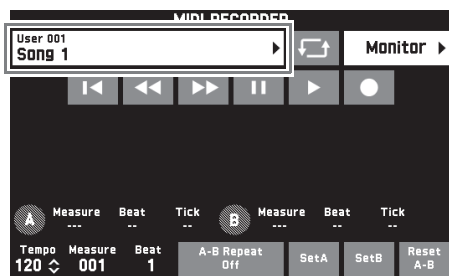 MIDI RECORDER
User 001
Song 1
Monitor
Measure Beat Tick Measure Beat Tick
A --- -- -- B --- -- --
Tempo Measure Beat A-B Repeat SetA SetB Reset
120 001 1 Off A-B